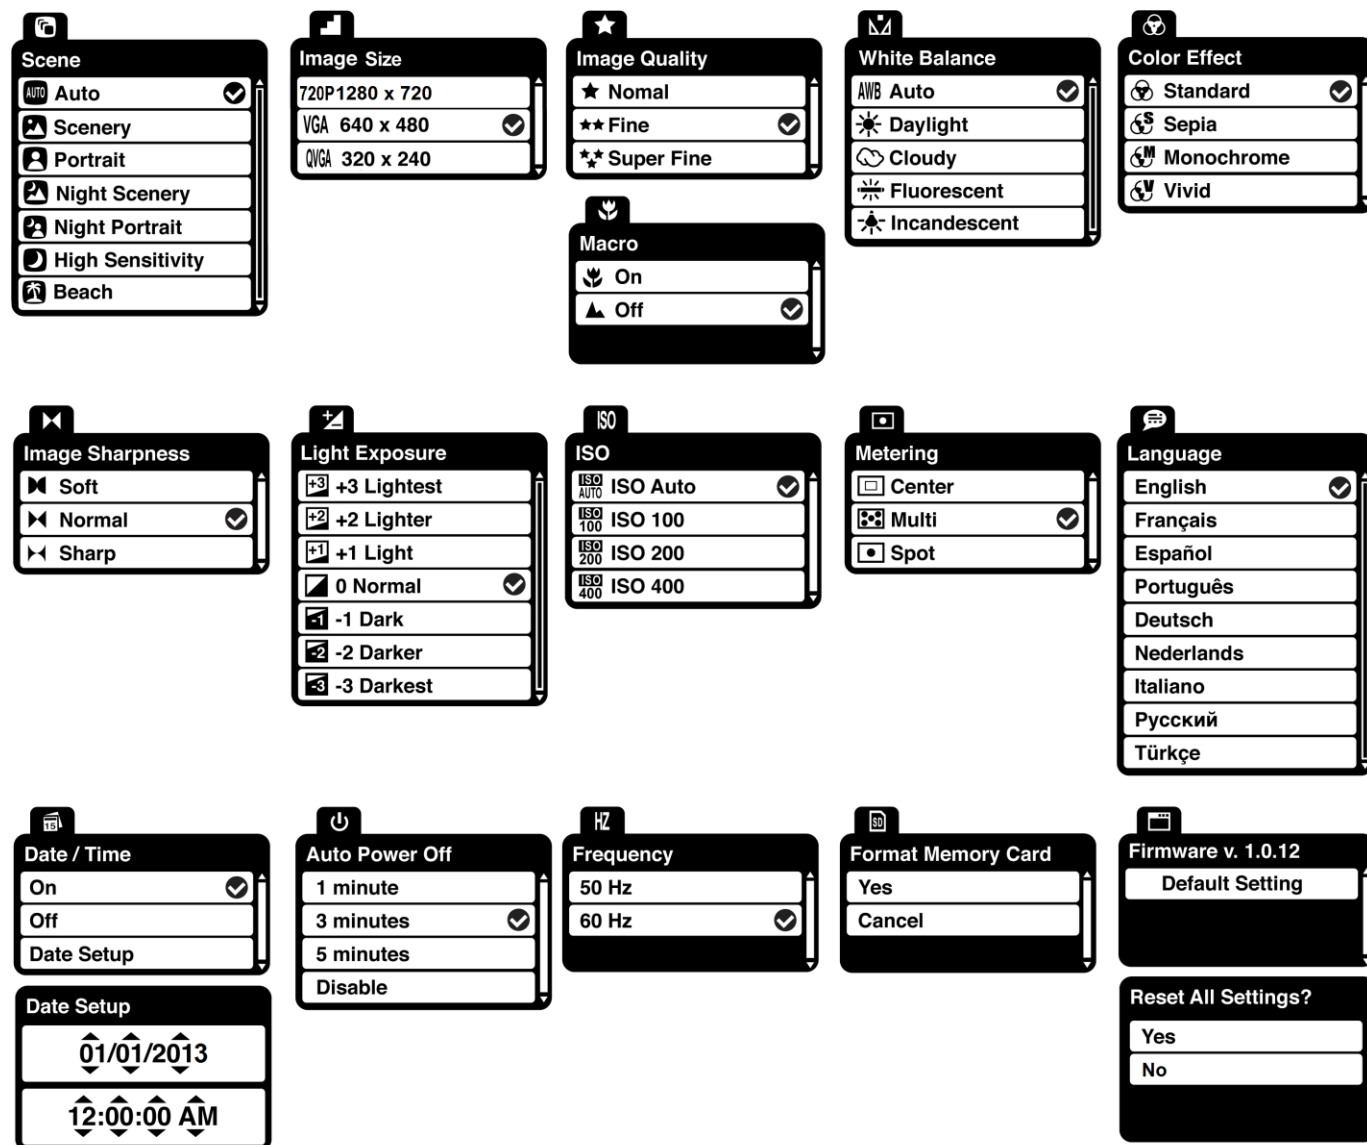 Scene
AUTO Auto
Scenery
Portrait
Night Scenery
Night Portrait
High Sensitivity
Beach
Image Size
720P 1280 x 720
VGA 640 x 480
QVGA 320 x 240
Image Quality
Nomal
Fine
Super Fine
Macro
On
Off
White Balance
AWB Auto
Daylight
Cloudy
Fluorescent
Incandescent
Color Effect
Standard
S Sepia
M Monochrome
V Vivid
Image Sharpness
Soft
Normal
Sharp
Light Exposure
+3 +3 Lightest
+2 +2 Lighter
+1 +1 Light
0 Normal
-1 -1 Dark
-2 -2 Darker
-3 -3 Darkest
ISO
ISO
ISO AUTO ISO Auto
ISO 100 ISO 100
ISO 200 ISO 200
ISO 400 ISO 400
Metering
Center
Multi
Spot
Language
English
Français
Español
Português
Deutsch
Nederlands
Italiano
Русский
Türkçe
15
Date / Time
On
Off
Date Setup
Date Setup
01/01/2013
12:00:00 AM
Auto Power Off
1 minute
3 minutes
5 minutes
Disable
HZ
Frequency
50 Hz
60 Hz
SD
Format Memory Card
Yes
Cancel
Firmware v. 1.0.12
Default Setting
Reset All Settings?
Yes
No